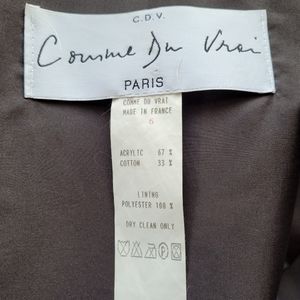 C.D.V.
Comme Du Vrai
PARIS
COMME DU VRAI
MADE IN FRANCE
6
ACRYLIC 67 %
COTTON 33 %
LINING
POLYESTER 100 %
DRY CLEAN ONLY